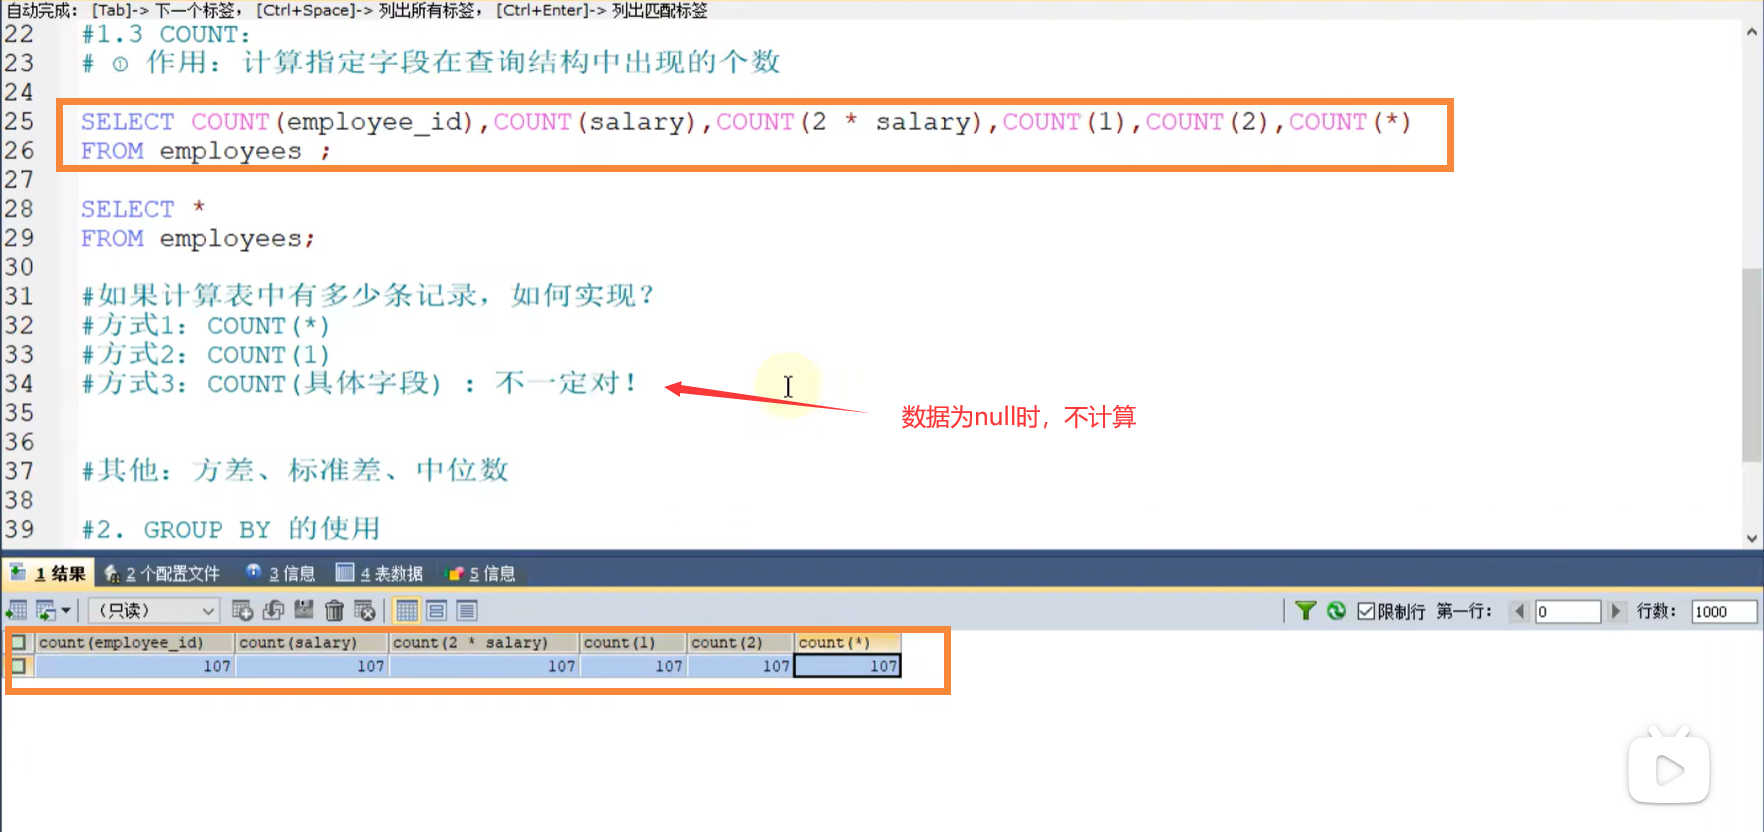 自动完成： [Tab]-> 下一个标签， [Ctrl+Space]-> 列出所有标签， [Ctrl+Enter]-> 列出匹配标签
22 #1.3 COUNT：
23 # ① 作用：计算指定字段在查询结构中出现的个数
24
25 SELECT COUNT(employee_id),COUNT(salary),COUNT(2 * salary),COUNT(1),COUNT(2),COUNT(*)
26 FROM employees ;
27
28 SELECT *
29 FROM employees;
30
31 #如果计算表中有多少条记录，如何实现？
32 #方式1：COUNT(*)
33 #方式2：COUNT(1)
34 #方式3：COUNT(具体字段) : 不一定对！
数据为null时，不计算
35
36
37 #其他：方差、标准差、中位数
38
39 #2. GROUP BY 的使用
1 结果 2 个配置文件 3 信息 4 表数据 5 信息
（只读） 限制行 第一行： 0 行数： 1000
count(employee_id) count(salary) count(2 * salary) count(1) count(2) count(*)
107 107 107 107 107 107